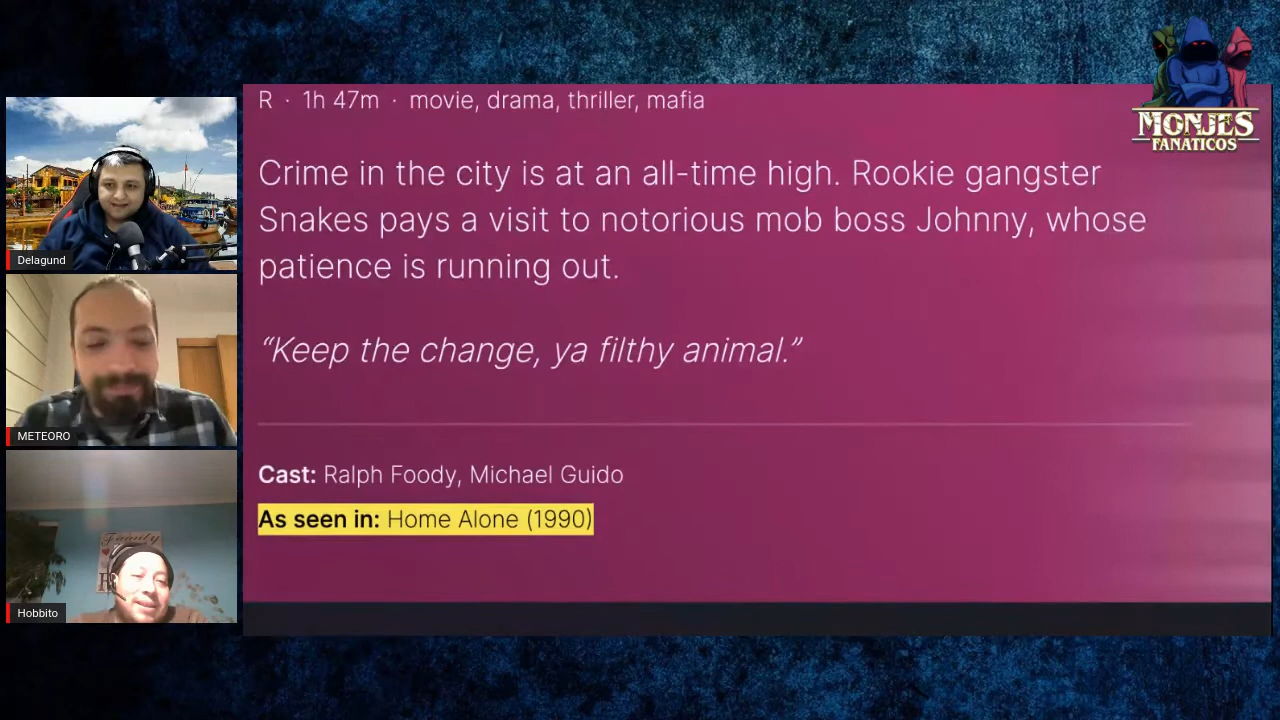 R · 1h 47m · movie, drama, thriller, mafia
MONJES
FANATICOS
Crime in the city is at an all-time high. Rookie gangster
Snakes pays a visit to notorious mob boss Johnny, whose
patience is running out.
“Keep the change, ya filthy animal.”
Cast: Ralph Foody, Michael Guido
As seen in: Home Alone (1990)
Delagund
METEORO
Family
Hobbito